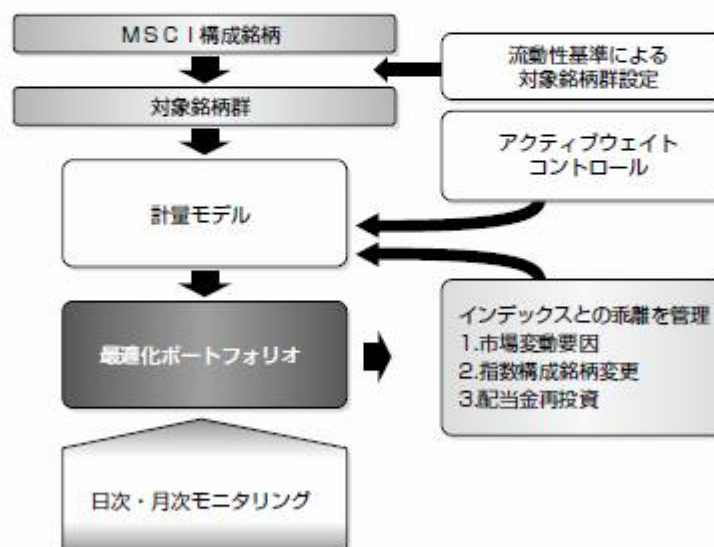 MSCI構成銘柄
流動性基準による
対象銘柄群設定
対象銘柄群
アクティブウェイト
コントロール
計量モデル
最適化ポートフォリオ
インデックスとの乖離を管理
1.市場変動要因
2.指数構成銘柄変更
3.配当金再投資
日次・月次モニタリング